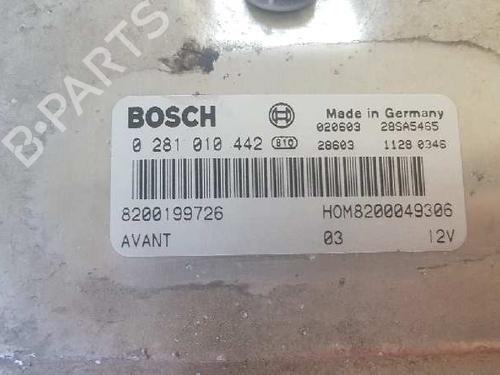 B-PARTS
BOSCH
Made in Germany
020603 28SA5465
0 281 010 442 810 28603 1128 0346
8200199726 HOM8200049306
AVANT 03 12V